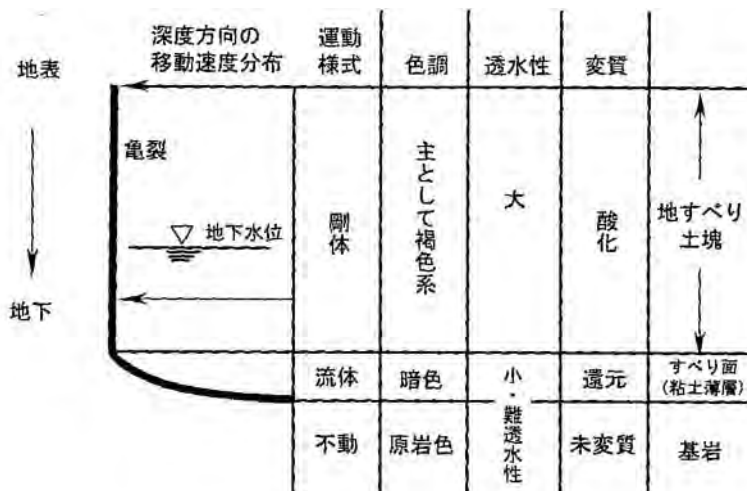 深度方向の
移動速度分布
運動
様式
色調
透水性
変質
地表
亀裂
地下水位
地下
剛体
主として褐色系
大
酸化
地すべり
土塊
流体
暗色
小・難透水性
還元
すべり面
(粘土薄層)
不動
原岩色
未変質
基岩